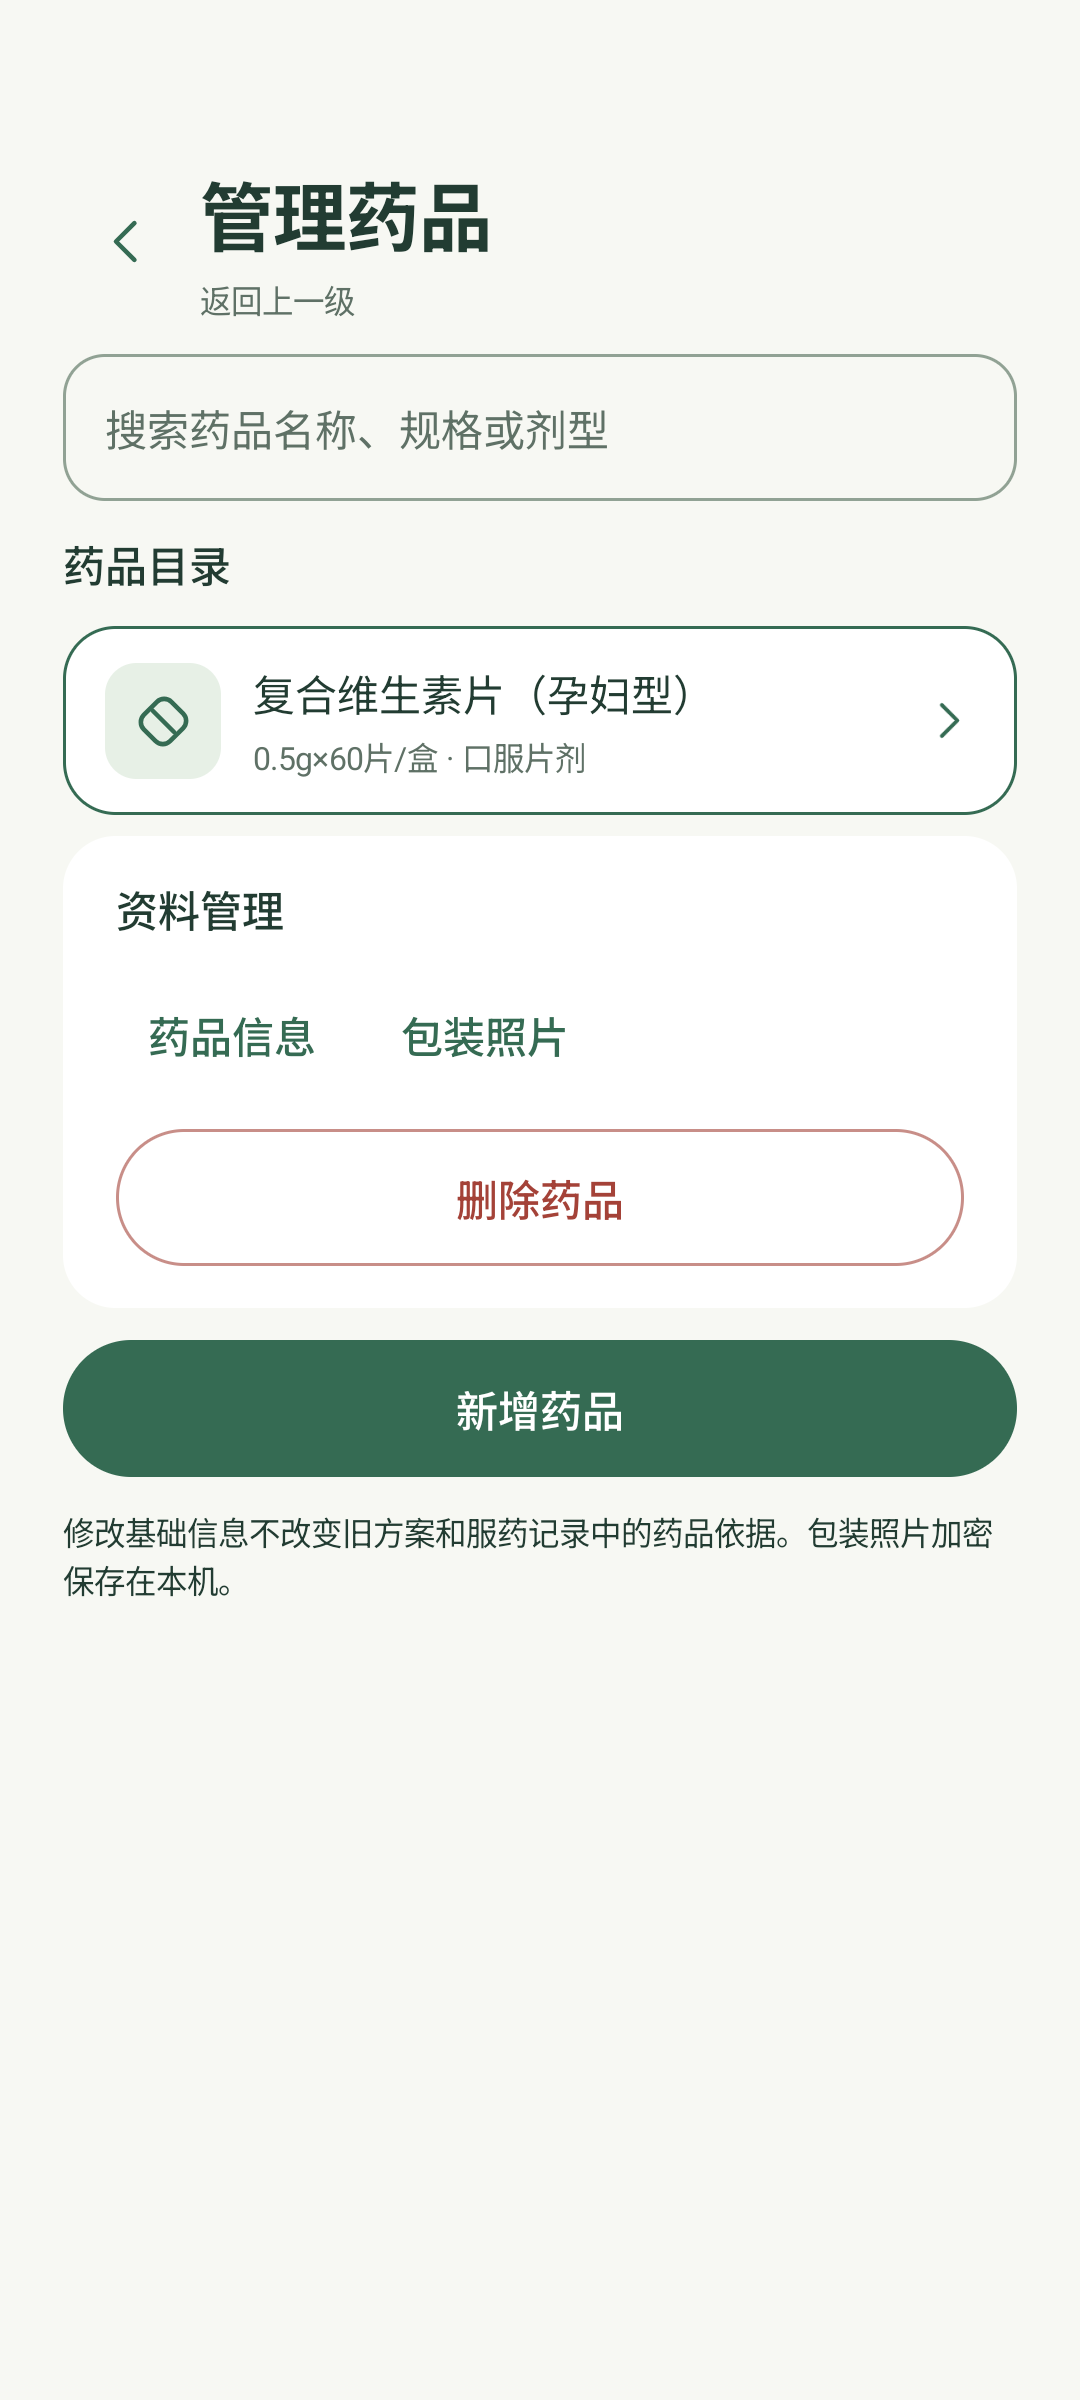 管理药品
返回上一级
搜索药品名称、规格或剂型
药品目录
复合维生素片（孕妇型）
0.5g×60片/盒 · 口服片剂
资料管理
药品信息 包装照片
删除药品
新增药品
修改基础信息不改变旧方案和服药记录中的药品依据。包装照片加密
保存在本机。